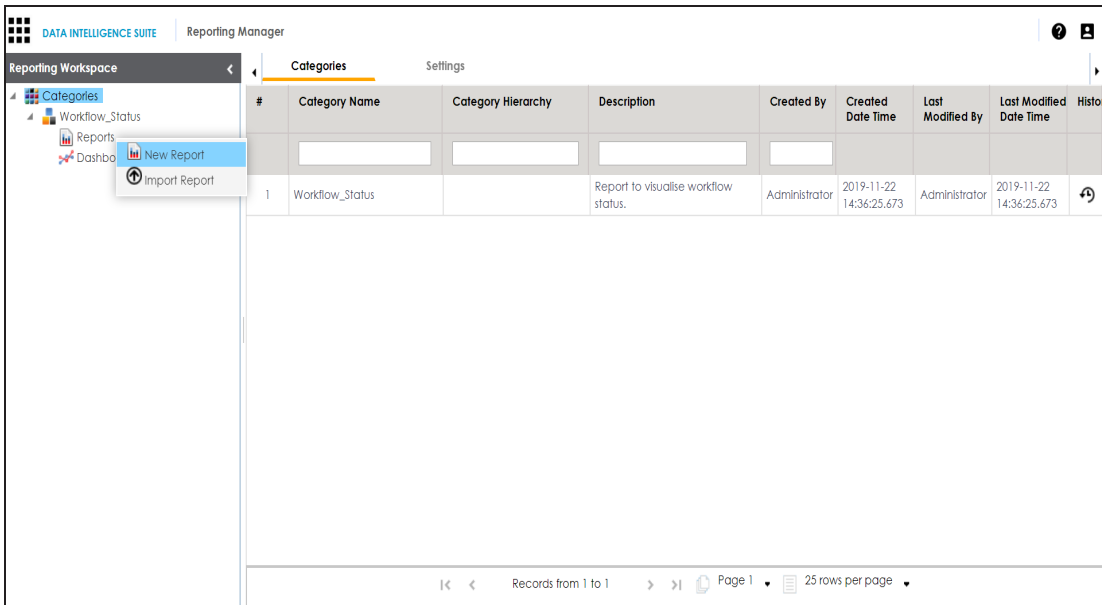 DATA INTELLIGENCE SUITE
Reporting Manager
Reporting Workspace
Categories
Settings
Categories
Workflow_Status
Reports
Dashbo
New Report
Import Report
#
Category Name
Category Hierarchy
Description
Created By
Created
Date Time
Last
Modified By
Last Modified
Date Time
Histo
1
Workflow_Status
Report to visualise workflow
status.
Administrator
2019-11-22
14:36:25.673
Administrator
2019-11-22
14:36:25.673
Records from 1 to 1
Page 1
25 rows per page